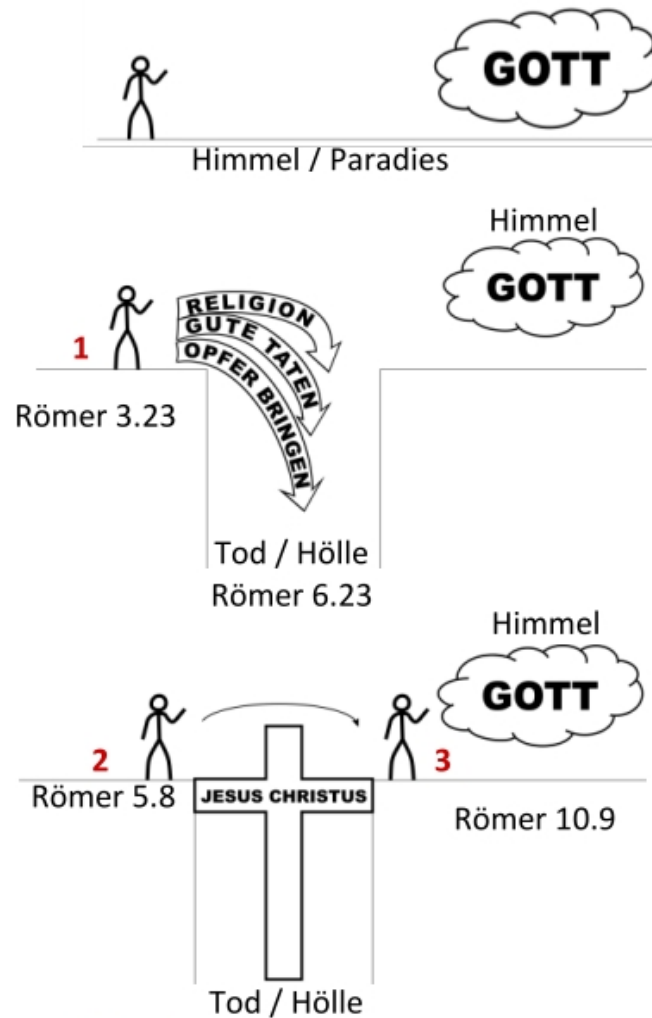 GOTT
Himmel / Paradies
Himmel
GOTT
RELIGION
GUTE TATEN
OPFER BRINGEN
1
Römer 3.23
Tod / Hölle
Römer 6.23
Himmel
GOTT
2
3
Römer 5.8
JESUS CHRISTUS
Römer 10.9
Tod / Hölle